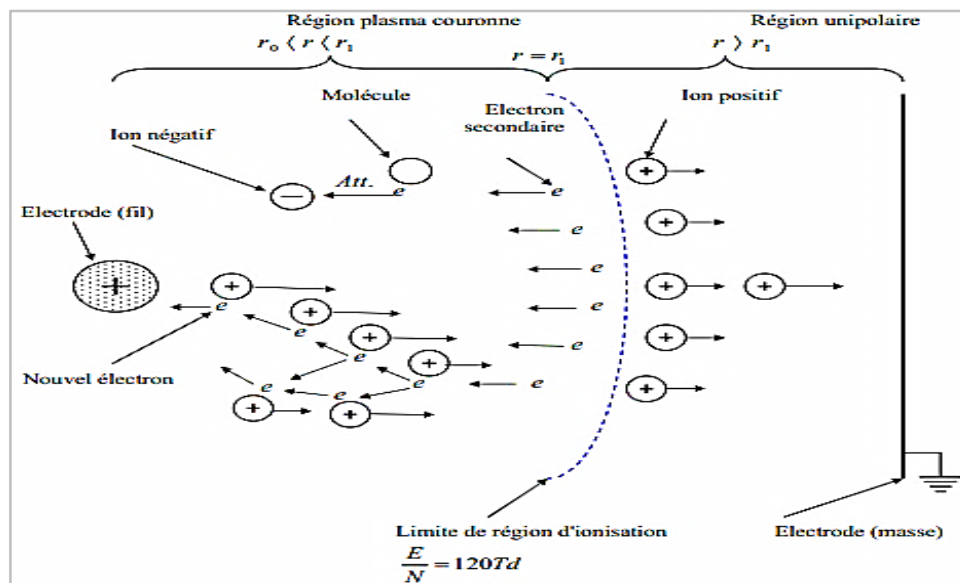 Région plasma couronne
Région unipolaire
r₀ ⟨ r ⟨ r₁
r = r₁
r ⟩ r₁
Molécule
Electron
secondaire
Ion positif
Ion négatif
Att.
e
e
−
+
Electrode (fil)
e
+
+
e
+
+
+
e
+
e
+
e
e
+
+
e
e
+
Nouvel électron
e
e
e
e
+
+
+
Limite de région d'ionisation
Electrode (masse)
E/N = 120Td